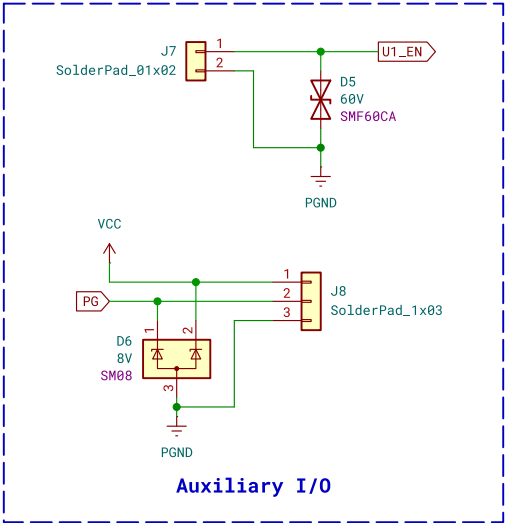 J7
SolderPad_01x02
1
2
U1_EN
D5
60V
SMF60CA
PGND
VCC
PG
1
2
3
J8
SolderPad_1x03
D6
8V
SM08
1
2
3
PGND
Auxiliary I/O